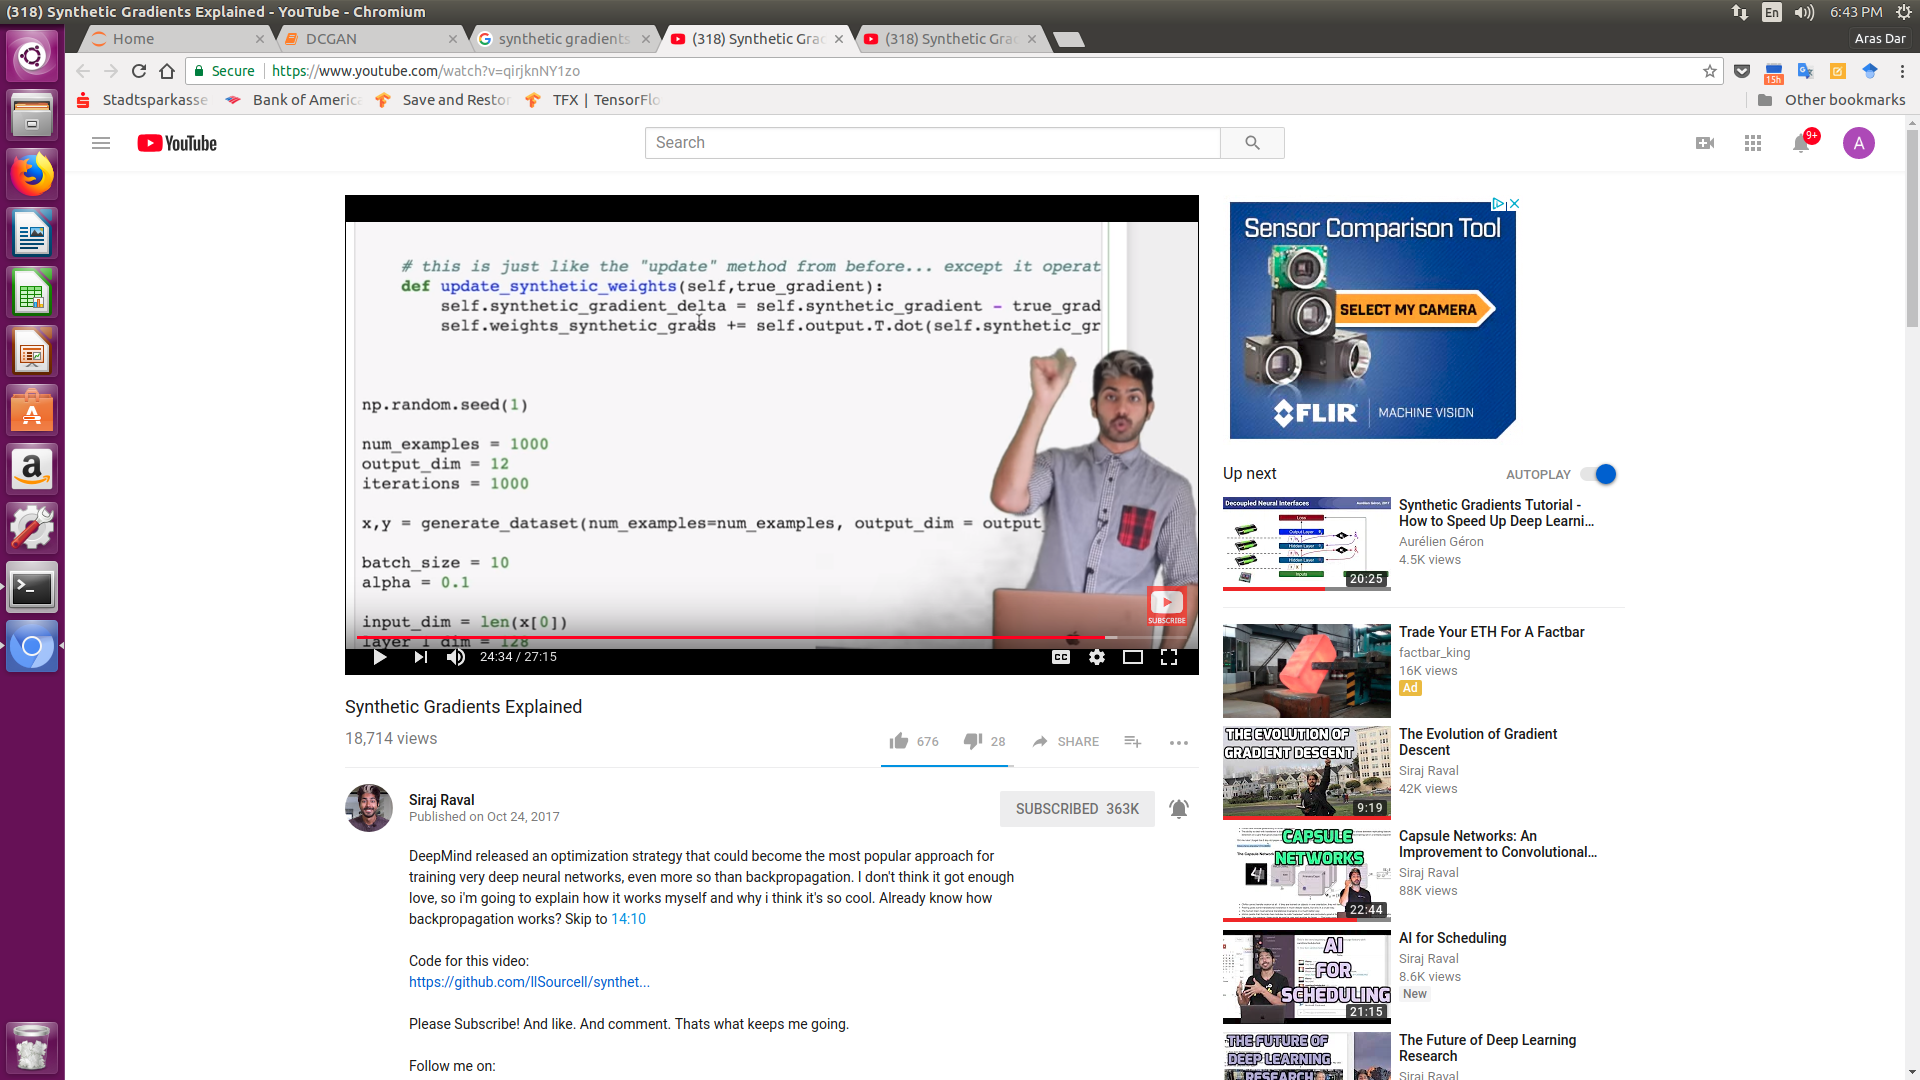 (318) Synthetic Gradients Explained - YouTube - Chromium
En
6:43 PM
Home
DCGAN
synthetic gradients
(318) Synthetic Grac
(318) Synthetic Grac
Aras Dar
Secure
https://www.youtube.com/watch?v=qirjknNY1zo
15h
Stadtsparkasse
Bank of America
Save and Restor
TFX | TensorFlo
Other bookmarks
YouTube
Search
9+
A
# this is just like the "update" method from before... except it operat
def update_synthetic_weights(self,true_gradient):
self.synthetic_gradient_delta = self.synthetic_gradient - true_grad
self.weights_synthetic_grads += self.output.T.dot(self.synthetic_gr
np.random.seed(1)
num_examples = 1000
output_dim = 12
iterations = 1000
x,y = generate_dataset(num_examples=num_examples, output_dim = output_
batch_size = 10
alpha = 0.1
input_dim = len(x[0])
layer_1_dim = 128
SUBSCRIBE
24:34 / 27:15
CC
Sensor Comparison Tool
SELECT MY CAMERA
FLIR
MACHINE VISION
Up next
AUTOPLAY
Decoupled Neural Interfaces
20:25
Synthetic Gradients Tutorial -
How to Speed Up Deep Learni...
Aurélien Géron
4.5K views
Trade Your ETH For A Factbar
factbar_king
16K views
Ad
THE EVOLUTION OF
GRADIENT DESCENT
9:19
The Evolution of Gradient
Descent
Siraj Raval
42K views
CAPSULE
NETWORKS
22:44
Capsule Networks: An
Improvement to Convolutional...
Siraj Raval
88K views
AI
FOR
SCHEDULING
21:15
AI for Scheduling
Siraj Raval
8.6K views
New
THE FUTURE OF
DEEP LEARNING
RESEARCH
The Future of Deep Learning
Research
Siraj Raval
Synthetic Gradients Explained
18,714 views
676
28
SHARE
Siraj Raval
Published on Oct 24, 2017
SUBSCRIBED 363K
DeepMind released an optimization strategy that could become the most popular approach for
training very deep neural networks, even more so than backpropagation. I don't think it got enough
love, so i'm going to explain how it works myself and why i think it's so cool. Already know how
backpropagation works? Skip to 14:10
Code for this video:
https://github.com/llSourcell/synthet...
Please Subscribe! And like. And comment. Thats what keeps me going.
Follow me on: